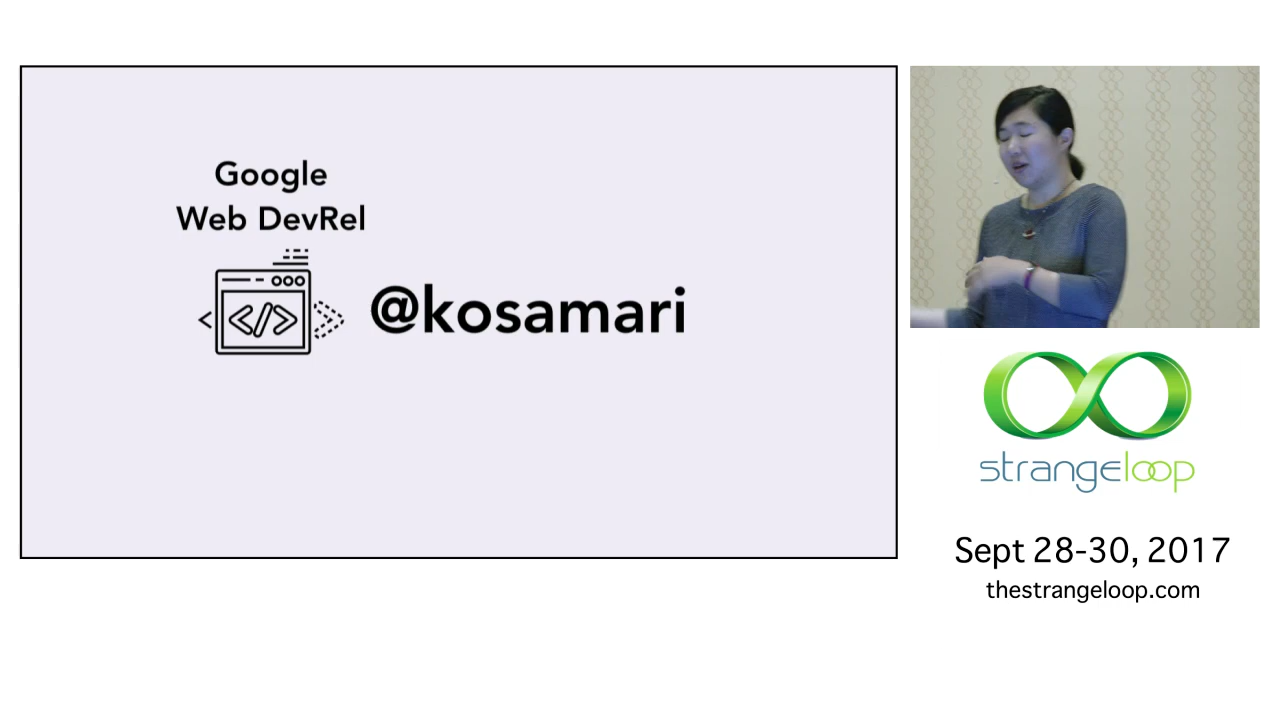 Google
Web DevRel
</>
@kosamari
strangeloop
Sept 28-30, 2017
thestrangeloop.com